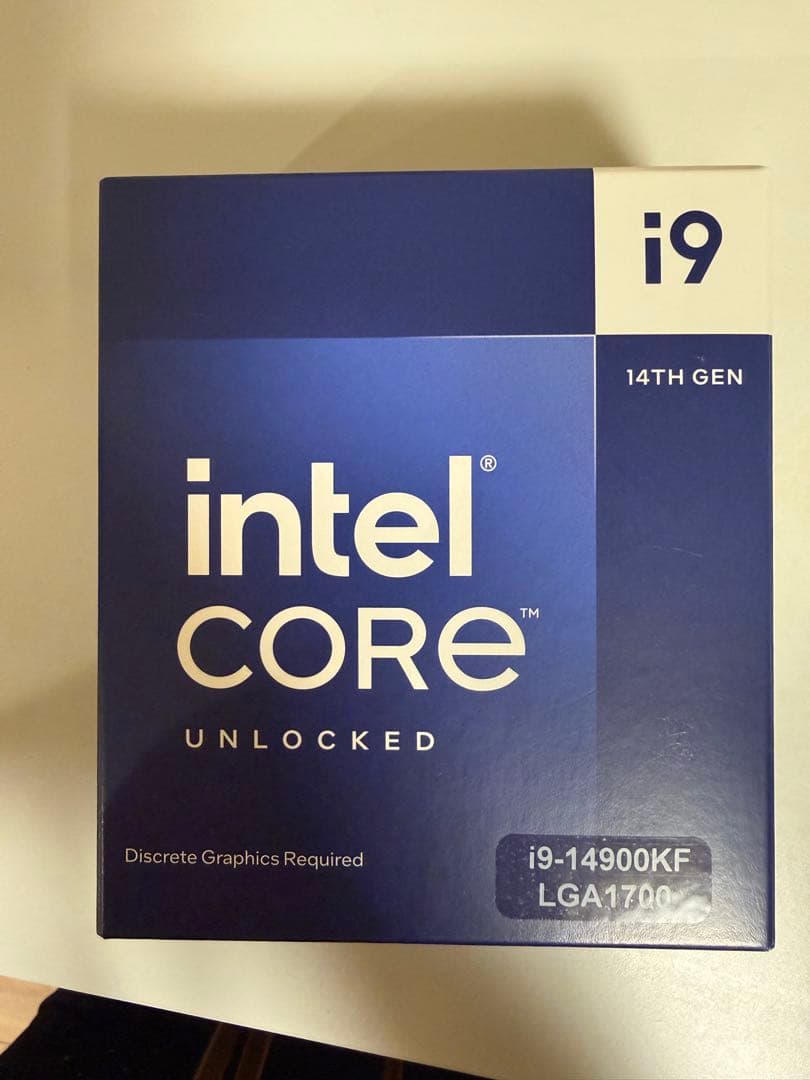 i9
14TH GEN
intel®
CORE™
UNLOCKED
Discrete Graphics Required
i9-14900KF
LGA1700